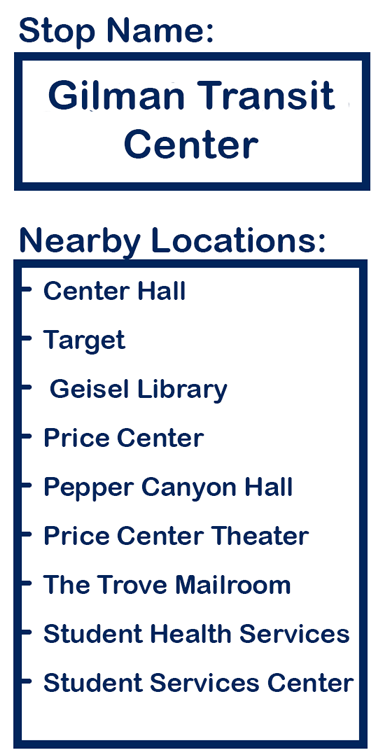 Stop Name:
Gilman Transit
Center
Nearby Locations:
- Center Hall
- Target
- Geisel Library
- Price Center
- Pepper Canyon Hall
- Price Center Theater
- The Trove Mailroom
- Student Health Services
- Student Services Center